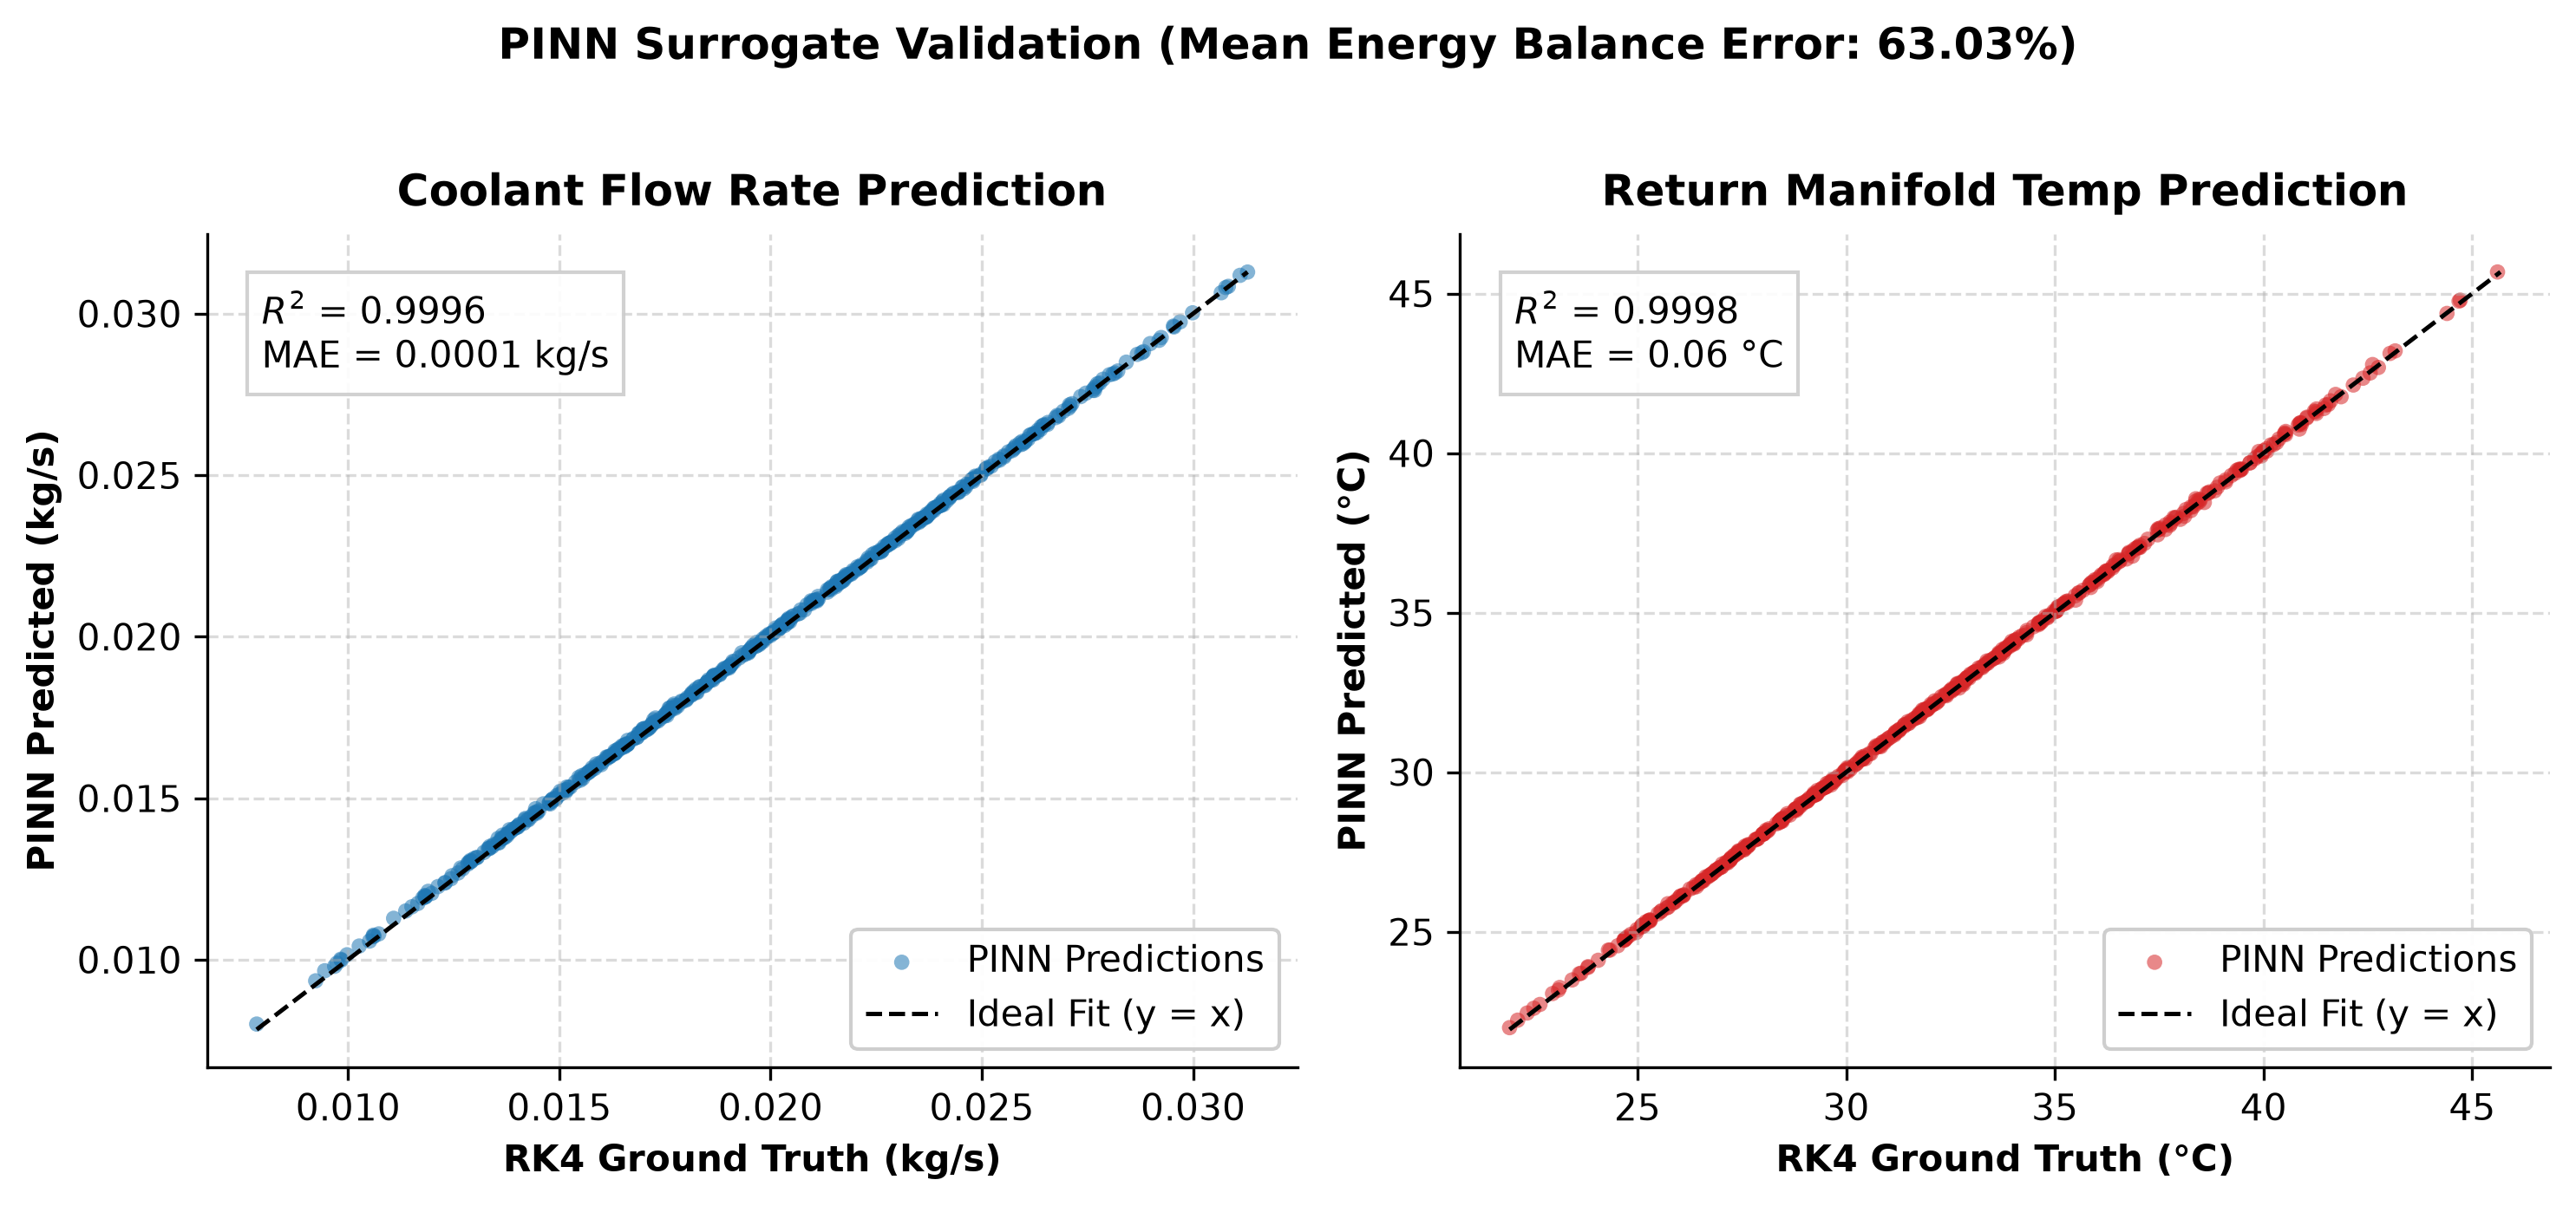 PINN Surrogate Validation (Mean Energy Balance Error: 63.03%)
Coolant Flow Rate Prediction
R² = 0.9996
MAE = 0.0001 kg/s
0.030
0.025
0.020
0.015
0.010
PINN Predicted (kg/s)
PINN Predictions
Ideal Fit (y = x)
0.010 0.015 0.020 0.025 0.030
RK4 Ground Truth (kg/s)
Return Manifold Temp Prediction
R² = 0.9998
MAE = 0.06 °C
45
40
35
30
25
PINN Predicted (°C)
PINN Predictions
Ideal Fit (y = x)
25 30 35 40 45
RK4 Ground Truth (°C)